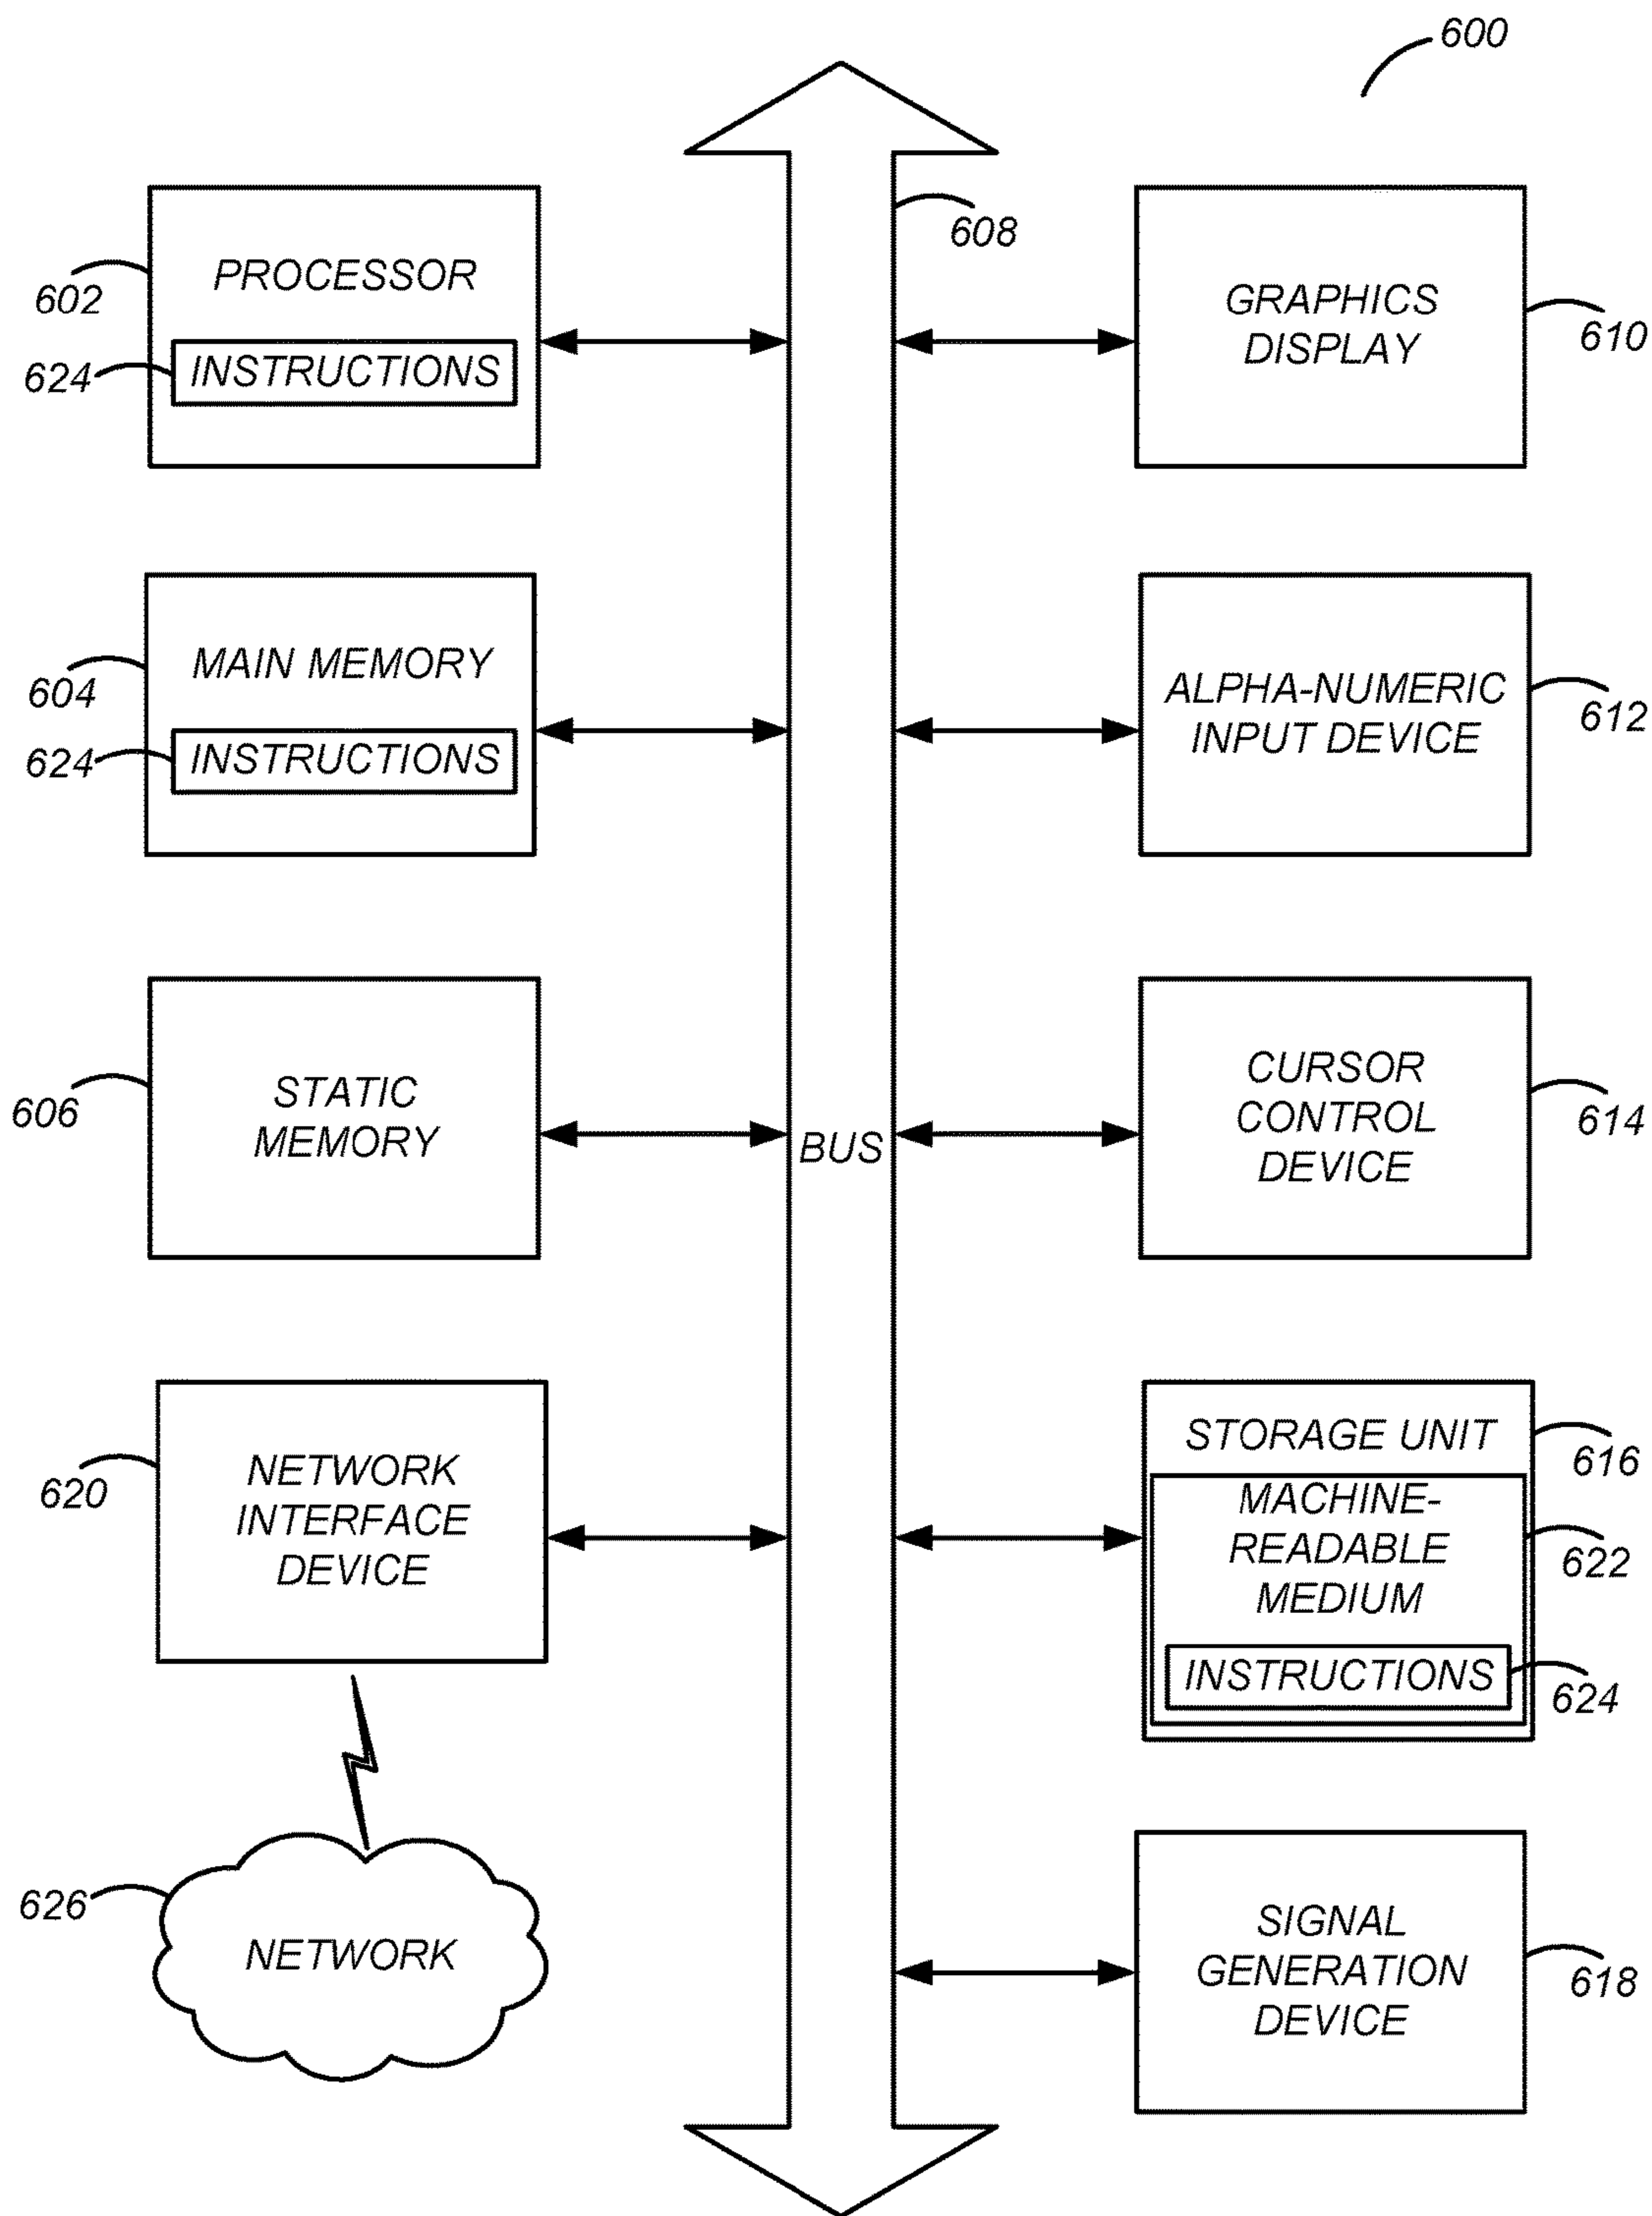 600
608
PROCESSOR
602
624
INSTRUCTIONS
GRAPHICS
DISPLAY
610
MAIN MEMORY
604
624
INSTRUCTIONS
ALPHA-NUMERIC
INPUT DEVICE
612
STATIC
MEMORY
606
BUS
CURSOR
CONTROL
DEVICE
614
NETWORK
INTERFACE
DEVICE
620
STORAGE UNIT
616
MACHINE-
READABLE
MEDIUM
622
INSTRUCTIONS
624
626
NETWORK
SIGNAL
GENERATION
DEVICE
618